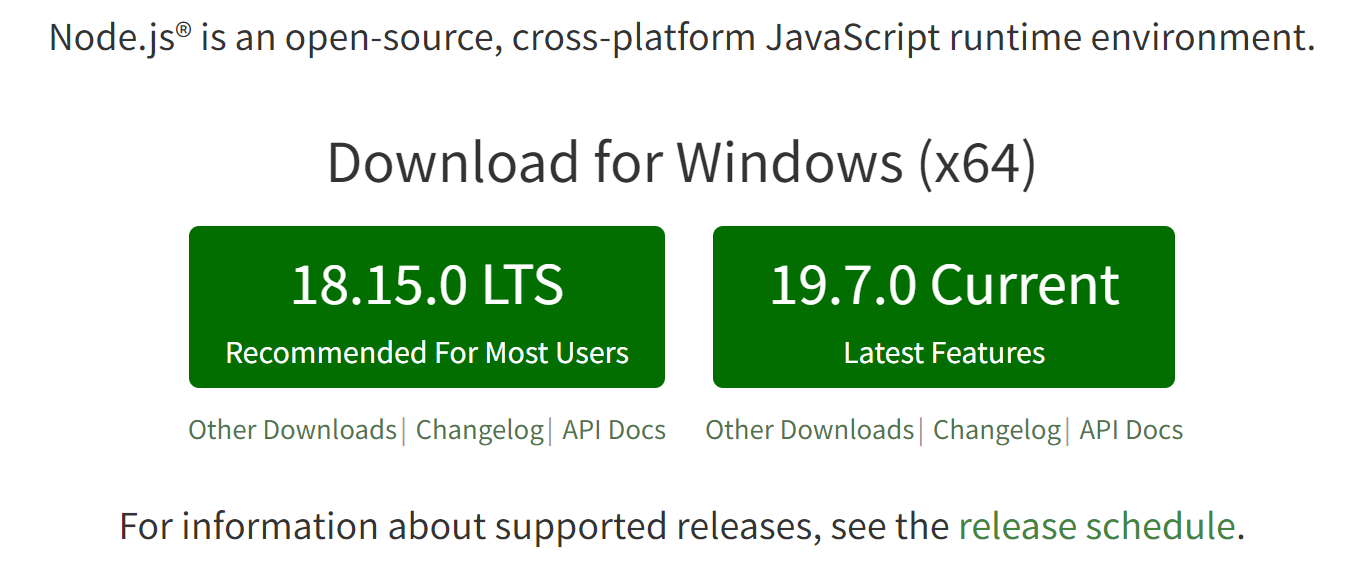 Node.js® is an open-source, cross-platform JavaScript runtime environment.
Download for Windows (x64)
18.15.0 LTS
Recommended For Most Users
19.7.0 Current
Latest Features
Other Downloads| Changelog| API Docs
Other Downloads| Changelog| API Docs
For information about supported releases, see the release schedule.